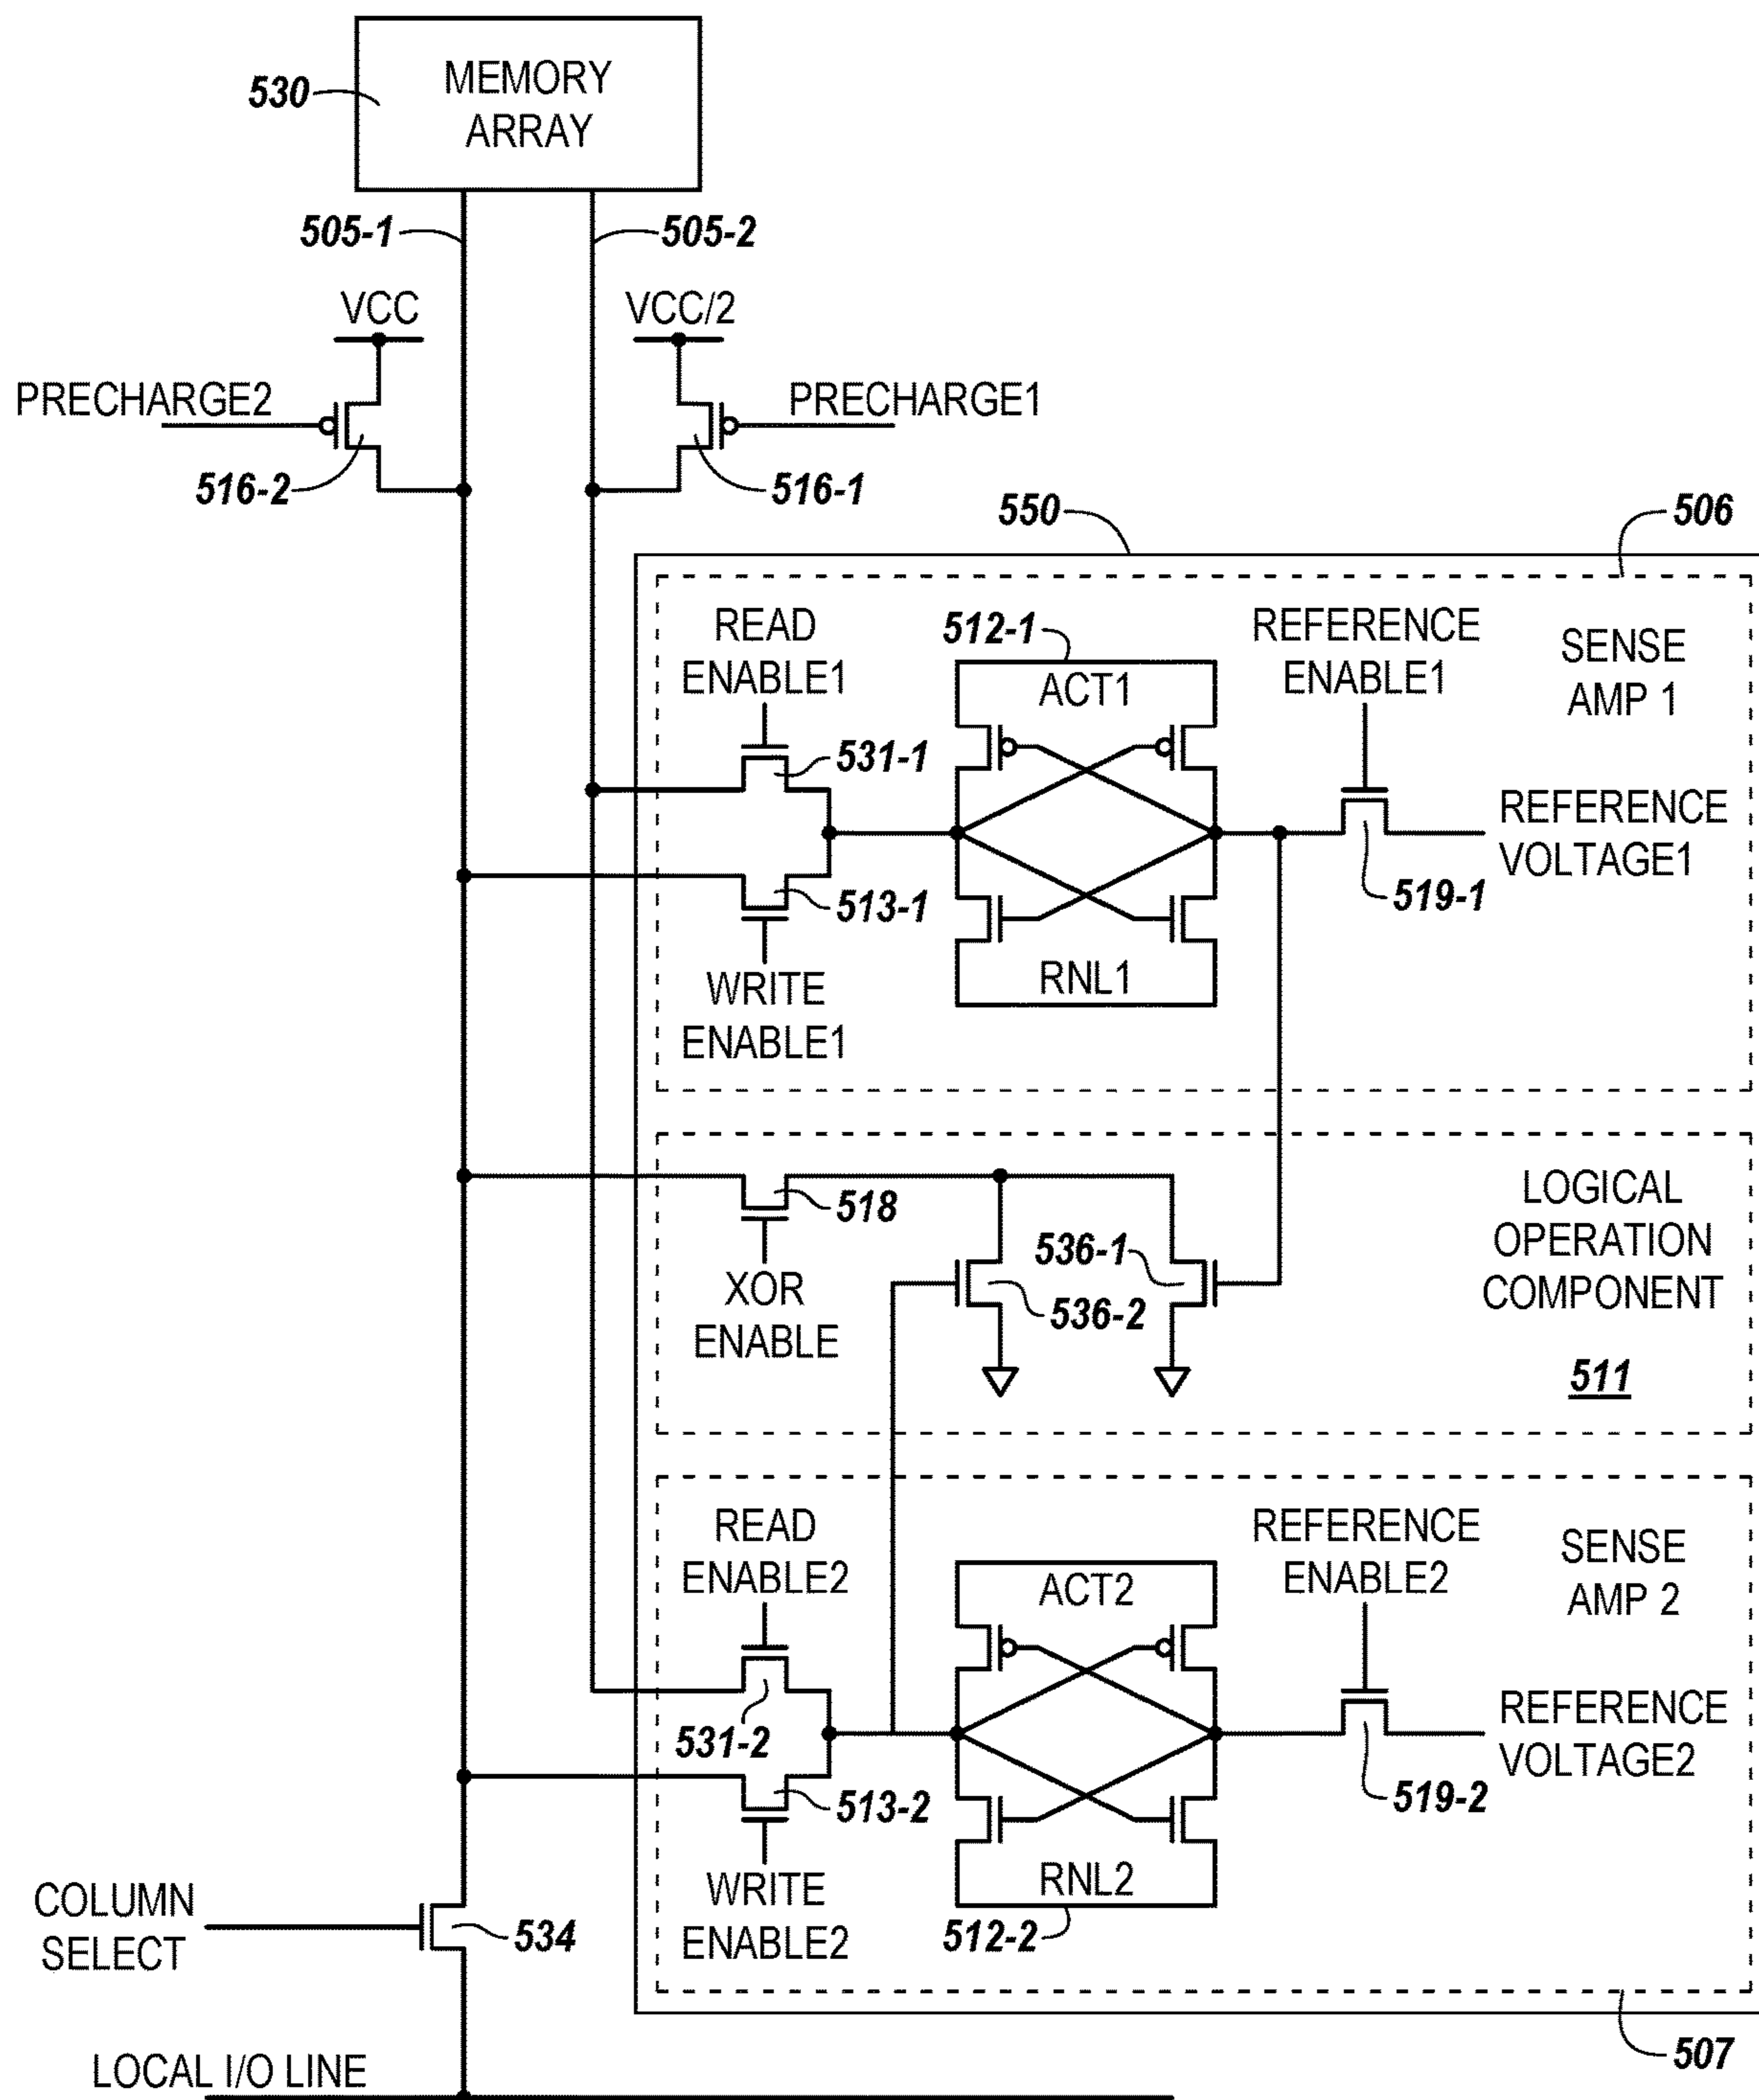 MEMORY
ARRAY
530
505-1
505-2
VCC
VCC/2
PRECHARGE2
PRECHARGE1
516-2
516-1
550
506
READ
ENABLE1
512-1
ACT1
REFERENCE
ENABLE1
SENSE
AMP 1
531-1
REFERENCE
VOLTAGE1
513-1
519-1
WRITE
ENABLE1
RNL1
518
XOR
ENABLE
536-1
536-2
LOGICAL
OPERATION
COMPONENT
511
READ
ENABLE2
ACT2
REFERENCE
ENABLE2
SENSE
AMP 2
531-2
REFERENCE
VOLTAGE2
513-2
519-2
WRITE
ENABLE2
RNL2
512-2
COLUMN
SELECT
534
507
LOCAL I/O LINE